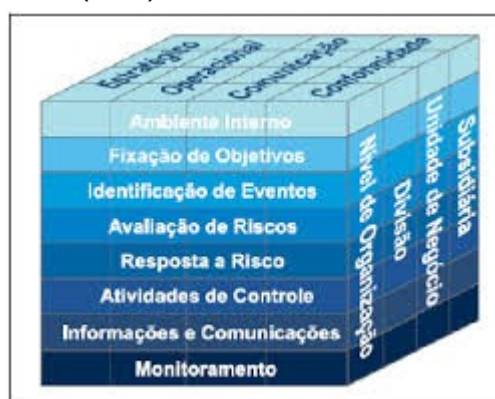 Estratégico
Operacional
Comunicação
Conformidade
Ambiente Interno
Fixação de Objetivos
Identificação de Eventos
Avaliação de Riscos
Resposta a Risco
Atividades de Controle
Informações e Comunicações
Monitoramento
Nível de Organização
Divisão
Unidade de Negócio
Subsidiária